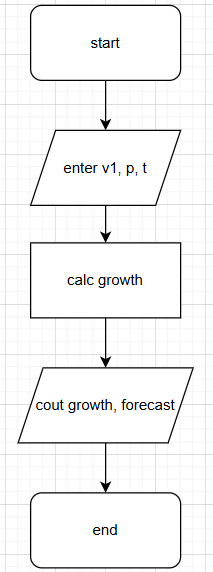 start
enter v1, p, t
calc growth
cout growth, forecast
end